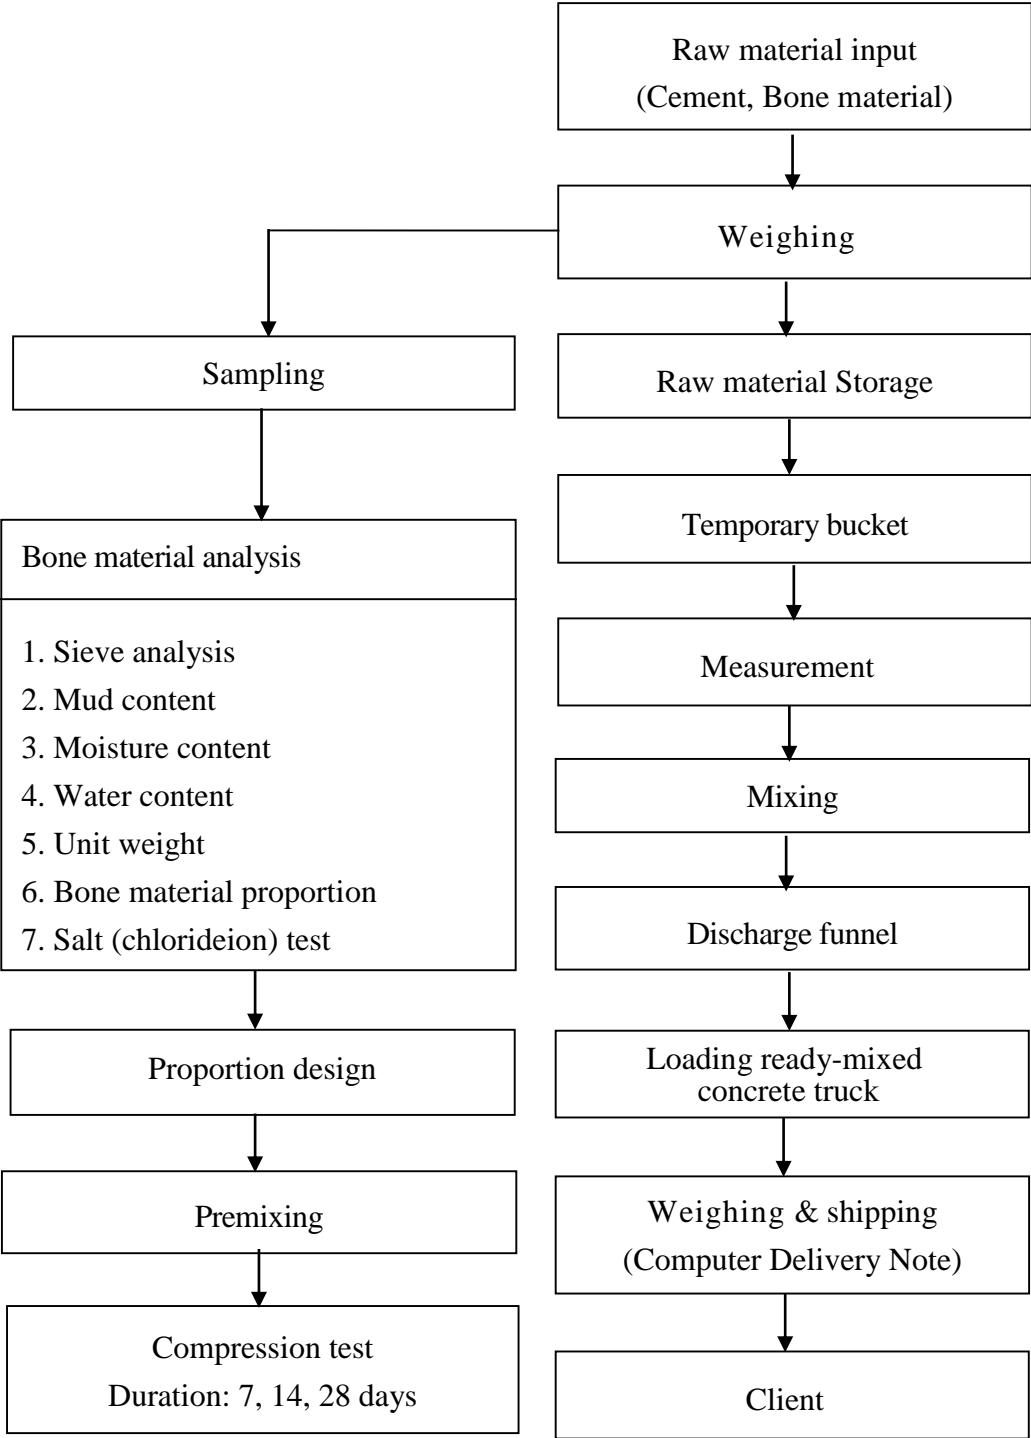 Raw material input
(Cement, Bone material)
Weighing
Sampling
Raw material Storage
Temporary bucket
Bone material analysis
1. Sieve analysis
2. Mud content
3. Moisture content
4. Water content
5. Unit weight
6. Bone material proportion
7. Salt (chlorideion) test
Measurement
Mixing
Discharge funnel
Proportion design
Loading ready-mixed
concrete truck
Premixing
Weighing & shipping
(Computer Delivery Note)
Compression test
Duration: 7, 14, 28 days
Client